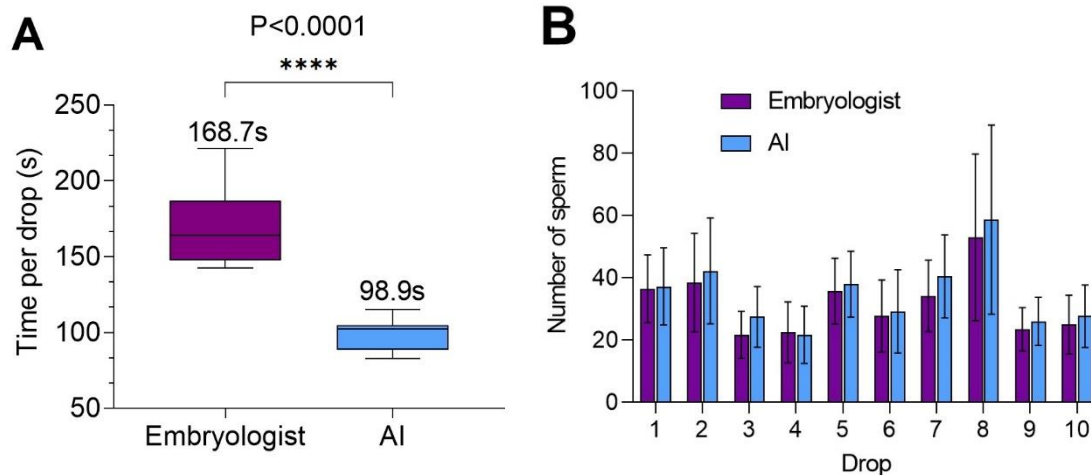 A
P<0.0001
****
Time per drop (s)
250
200
150
100
50
168.7s
98.9s
Embryologist
AI
B
Embryologist
AI
Number of sperm
100
80
60
40
20
0
1 2 3 4 5 6 7 8 9 10
Drop